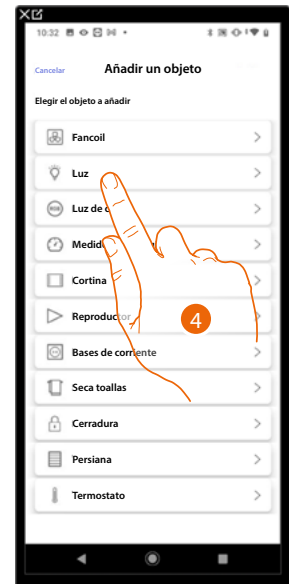 10:32
Cancelar Añadir un objeto
Elegir el objeto a añadir
Fancoil
Luz
Luz de
Medid
Cortina
Reproductor
4
Bases de corriente
Seca toallas
Cerradura
Persiana
Termostato